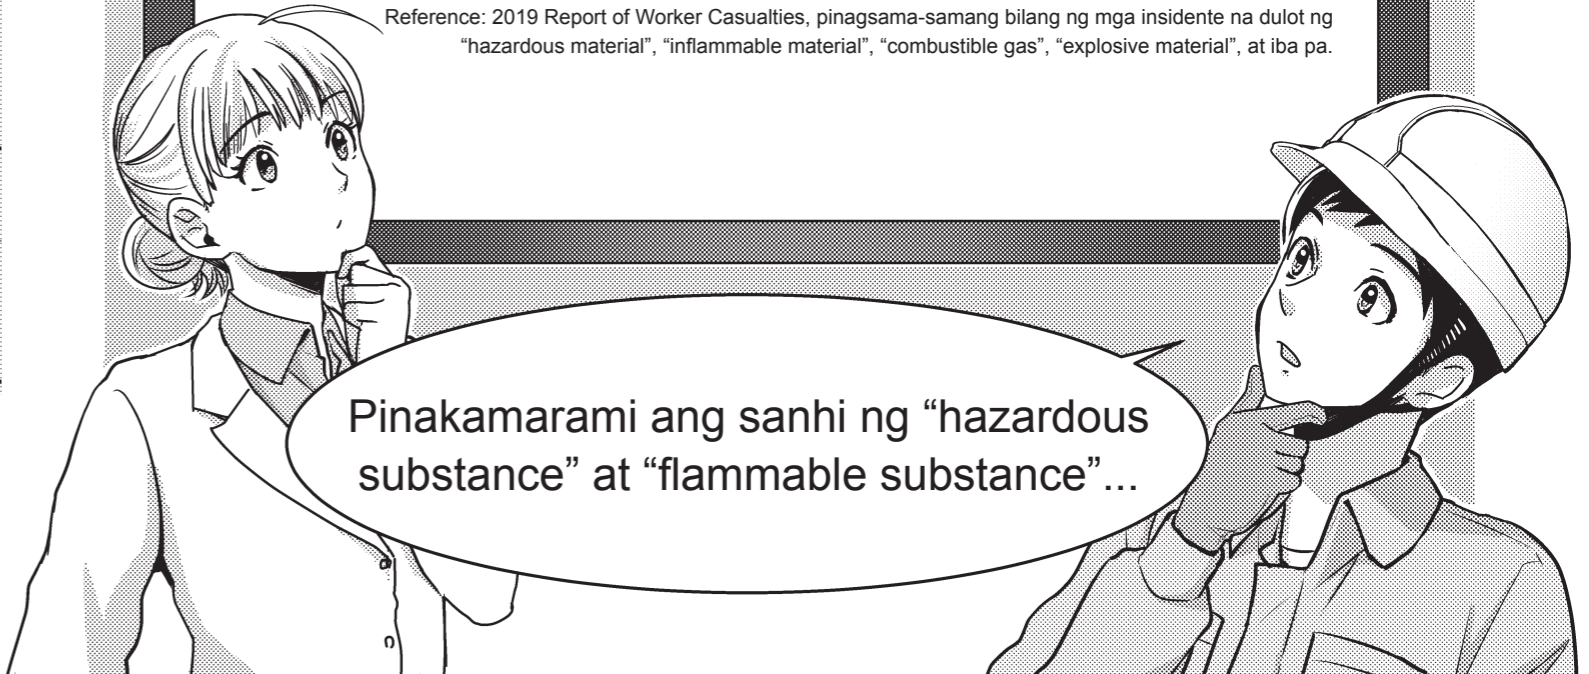 Reference: 2019 Report of Worker Casualties, pinagsama-samang bilang ng mga insidente na dulot ng
“hazardous material”, “inflammable material”, “combustible gas”, “explosive material”, at iba pa.
Pinakamarami ang sanhi ng “hazardous
substance” at “flammable substance”...